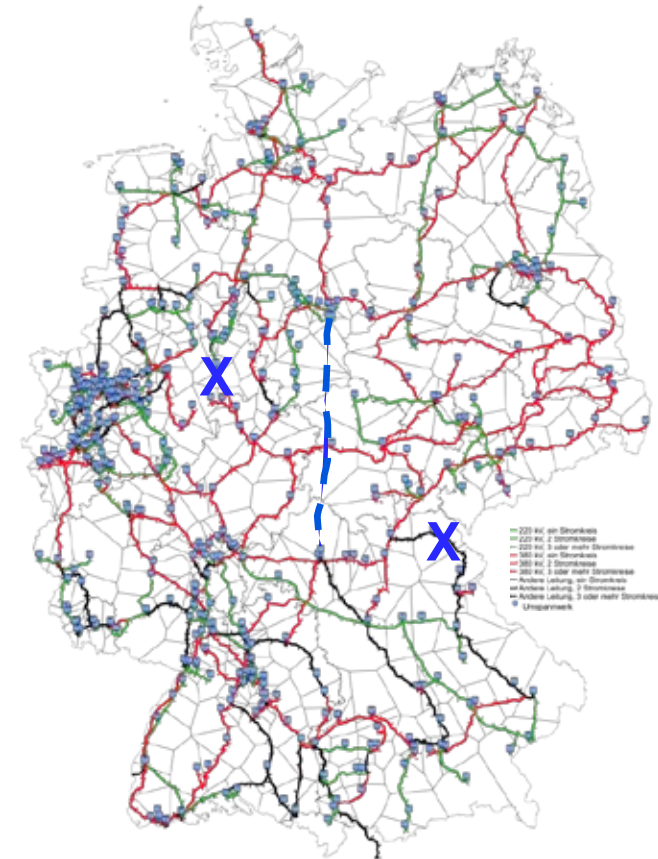 X
X
220 kV, ein Stromkreis
220 kV, 2 Stromkreise
220 kV, 3 oder mehr Stromkreise
380 kV, ein Stromkreis
380 kV, 2 Stromkreise
380 kV, 3 oder mehr Stromkreise
Andere Leitung, ein Stromkreis
Andere Leitung, 2 Stromkreise
Andere Leitung, 3 oder mehr Stromkreise
Umspannwerk